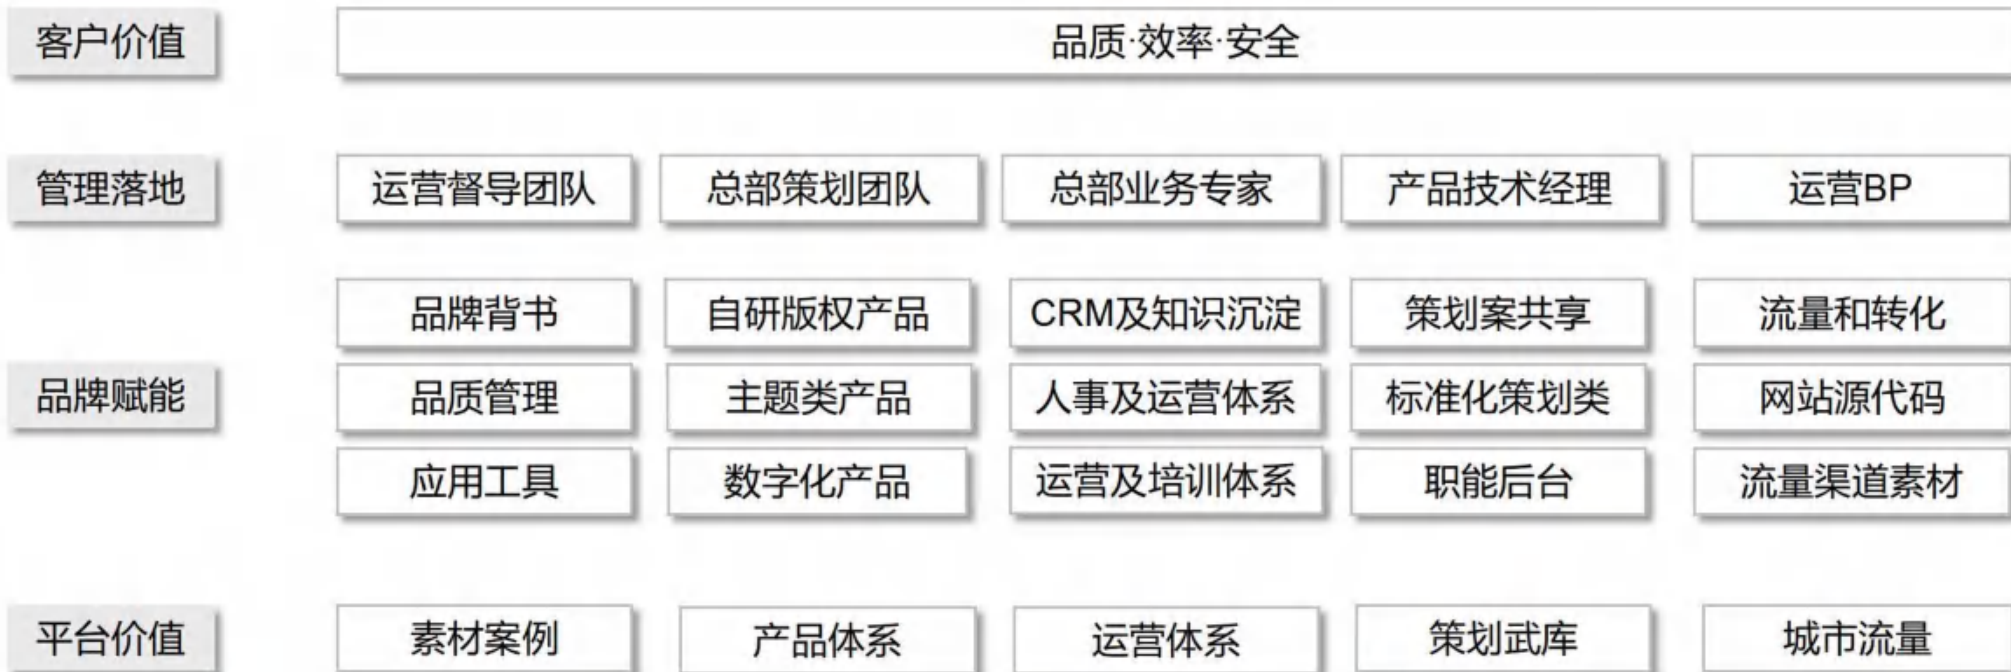 客户价值 品质·效率·安全
管理落地 运营督导团队 总部策划团队 总部业务专家 产品技术经理 运营BP
品牌背书 自研版权产品 CRM及知识沉淀 策划案共享 流量和转化
品牌赋能 品质管理 主题类产品 人事及运营体系 标准化策划类 网站源代码
应用工具 数字化产品 运营及培训体系 职能后台 流量渠道素材
平台价值 素材案例 产品体系 运营体系 策划武库 城市流量